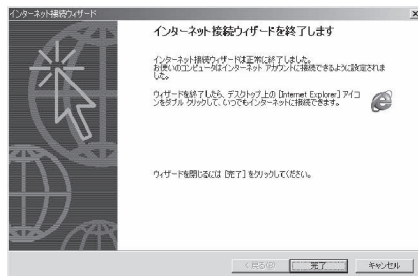 インターネット接続ウィザード
インターネット接続ウィザードを終了します
インターネット接続ウィザードは正常に終了しました。
お使いのコンピュータはインターネット アカウントに接続できるように設定されま
した。
ウィザードを終了したら、デスクトップ上の [Internet Explorer] アイコ
ンをダブル クリックして、いつでもインターネットに接続できます。
ウィザードを閉じるには [完了] をクリックしてください。
< 戻る(B)
完了
キャンセル